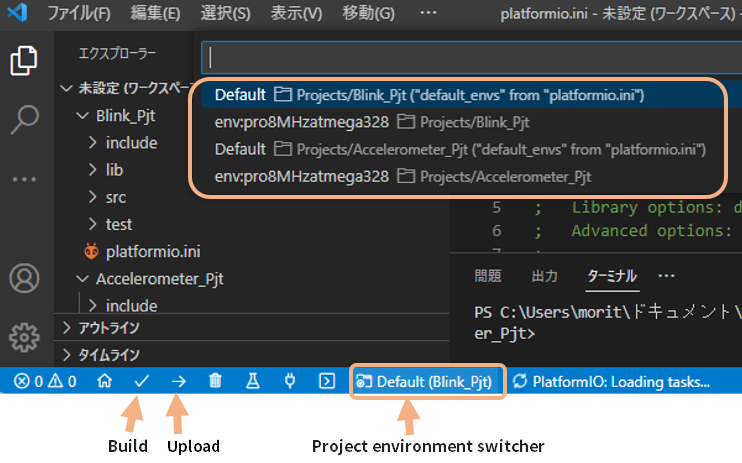 ファイル(F) 編集(E) 選択(S) 表示(V) 移動(G) ··· platformio.ini - 未設定 (ワークスペース) -
エクスプローラー
未設定 (ワークスペース
Default Projects/Blink_Pjt ("default_envs" from "platformio.ini")
env:pro8MHzatmega328 Projects/Blink_Pjt
Default Projects/Accelerometer_Pjt ("default_envs" from "platformio.ini")
env:pro8MHzatmega328 Projects/Accelerometer_Pjt
Blink_Pjt
include
lib
src
test
platformio.ini
Accelerometer_Pjt
include
アウトライン
タイムライン
5 ; Library options: d
6 ; Advanced options:
7 ;
問題 出力 ターミナル ···
PS C:\Users\morit\ドキュメント\
er_Pjt>
0 0 Default (Blink_Pjt) PlatformIO: Loading tasks...
Build Upload Project environment switcher